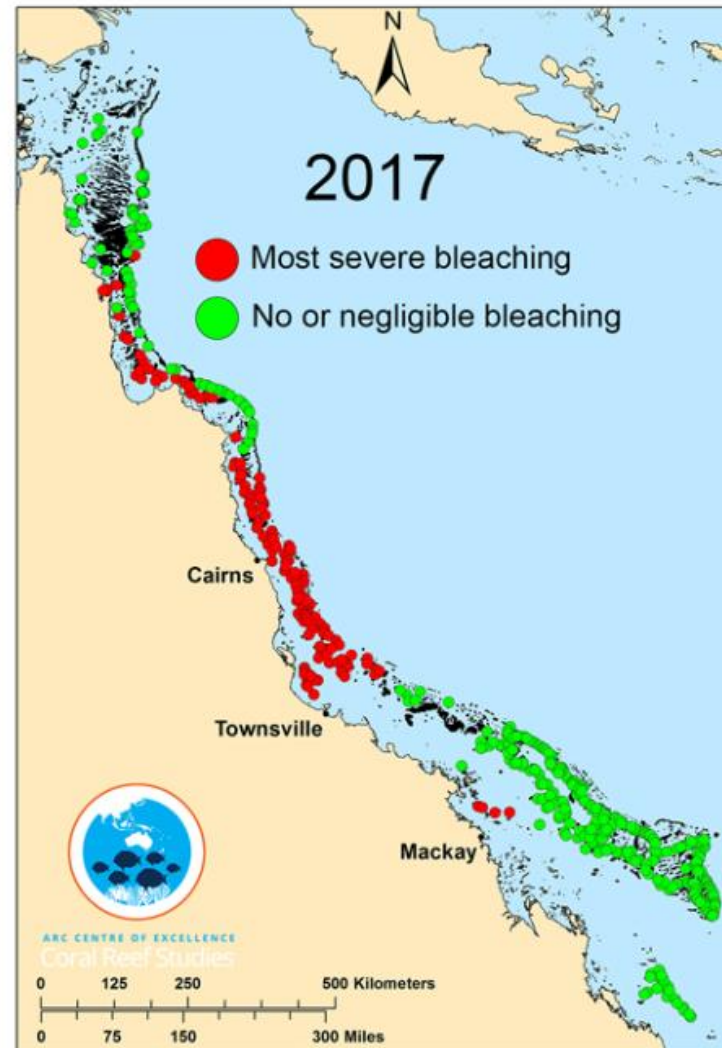 N
2017
Most severe bleaching
No or negligible bleaching
Cairns
Townsville
Mackay
ARC CENTRE OF EXCELLENCE
Coral Reef Studies
0 125 250 500 Kilometers
0 75 150 300 Miles